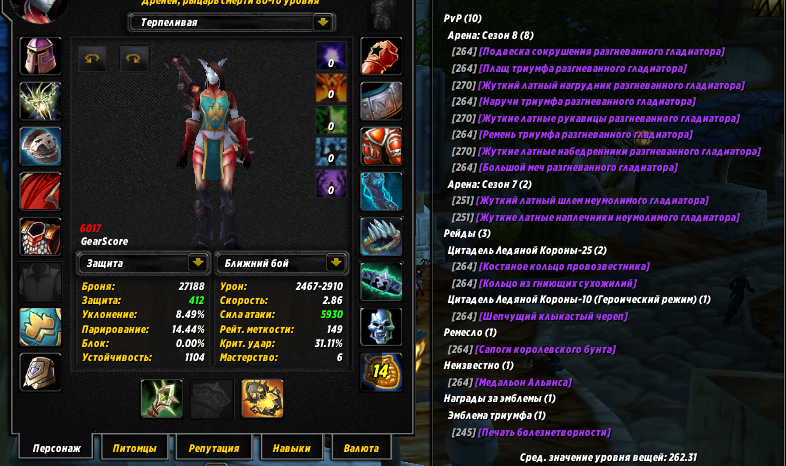 Дреней, рыцарь смерти 80-го уровня
Терпеливая
0
0
0
0
0
6017
GearScore
Защита
Ближний бой
Броня: 27188
Защита: 412
Уклонение: 8.49%
Парирование: 14.44%
Блок: 0.00%
Устойчивость: 1104
Урон: 2467-2910
Скорость: 2.86
Сила атаки: 5930
Рейт. меткости: 149
Крит. удар: 31.11%
Мастерство: 6
14
Персонаж
Питомцы
Репутация
Навыки
Валюта
PvP (10)
Арена: Сезон 8 (8)
[264] [Подвеска сокрушения разгневанного гладиатора]
[264] [Плащ триумфа разгневанного гладиатора]
[270] [Жуткий латный нагрудник разгневанного гладиатора]
[264] [Наручи триумфа разгневанного гладиатора]
[270] [Жуткие латные рукавицы разгневанного гладиатора]
[264] [Ремень триумфа разгневанного гладиатора]
[270] [Жуткие латные набедренники разгневанного гладиатора]
[264] [Большой меч разгневанного гладиатора]
Арена: Сезон 7 (2)
[251] [Жуткий латный шлем неумолимого гладиатора]
[251] [Жуткие латные наплечники неумолимого гладиатора]
Рейды (3)
Цитадель Ледяной Короны-25 (2)
[264] [Костяное кольцо провозвестника]
[264] [Кольцо из гниющих сухожилий]
Цитадель Ледяной Короны-10 (Героический режим) (1)
[264] [Шепчущий клыкастый череп]
Ремесло (1)
[264] [Сапоги королевского бунта]
Неизвестно (1)
[264] [Медальон Альянса]
Награды за эмблемы (1)
Эмблема триумфа (1)
[245] [Печать болезнетворности]
Сред. значение уровня вещей: 262.31